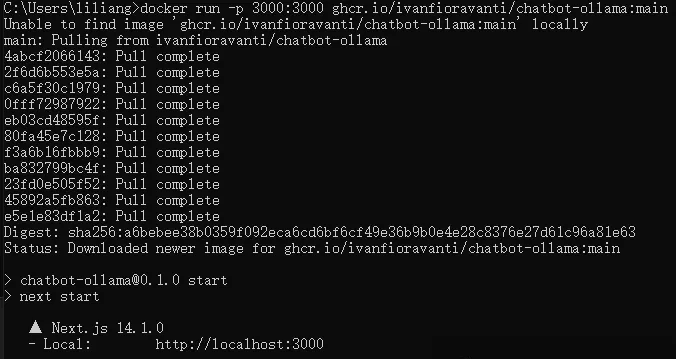 C:\Users\liliang>docker run -p 3000:3000 ghcr.io/ivanfioravanti/chatbot-ollama:main
Unable to find image 'ghcr.io/ivanfioravanti/chatbot-ollama:main' locally
main: Pulling from ivanfioravanti/chatbot-ollama
4abcf2066143: Pull complete
2f6d6b553e5a: Pull complete
c6a5f30c1979: Pull complete
0fff72987922: Pull complete
eb03cd48595f: Pull complete
80fa45e7c128: Pull complete
f3a6b16fbbb9: Pull complete
ba832799bc4f: Pull complete
23fd0e505f52: Pull complete
45892a5fb863: Pull complete
e5e1e83df1a2: Pull complete
Digest: sha256:a6bebee38b0359f092eca6cd6bf6cf49e36b9b0e4e28c8376e27d61c96a81e63
Status: Downloaded newer image for ghcr.io/ivanfioravanti/chatbot-ollama:main
> chatbot-ollama@0.1.0 start
> next start
▲ Next.js 14.1.0
- Local: http://localhost:3000